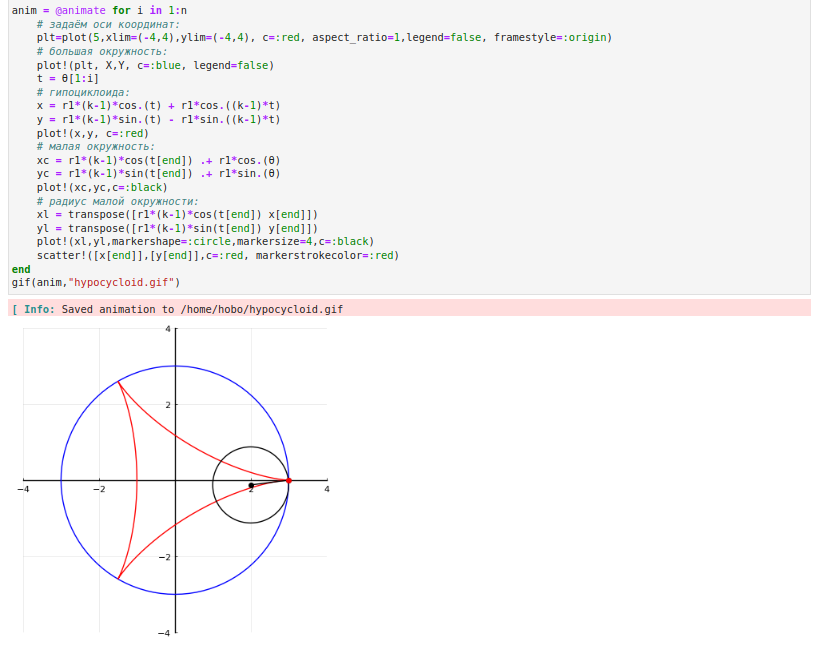 anim = @animate for i in 1:n
# задаём оси координат:
plt=plot(5,xlim=(-4,4),ylim=(-4,4), c=:red, aspect_ratio=1,legend=false, framestyle=:origin)
# большая окружность:
plot!(plt, X,Y, c=:blue, legend=false)
t = θ[1:i]
# гипоциклоида:
x = r1*(k-1)*cos.(t) + r1*cos.((k-1)*t)
y = r1*(k-1)*sin.(t) - r1*sin.((k-1)*t)
plot!(x,y, c=:red)
# малая окружность:
xc = r1*(k-1)*cos(t[end]) .+ r1*cos.(θ)
yc = r1*(k-1)*sin(t[end]) .+ r1*sin.(θ)
plot!(xc,yc,c=:black)
# радиус малой окружности:
xl = transpose([r1*(k-1)*cos(t[end]) x[end]])
yl = transpose([r1*(k-1)*sin(t[end]) y[end]])
plot!(xl,yl,markershape=:circle,markersize=4,c=:black)
scatter!([x[end]],[y[end]],c=:red, markerstrokecolor=:red)
end
gif(anim,"hypocycloid.gif")
[ Info: Saved animation to /home/hobo/hypocycloid.gif
4
2
−4 −2 2 4
−2
−4